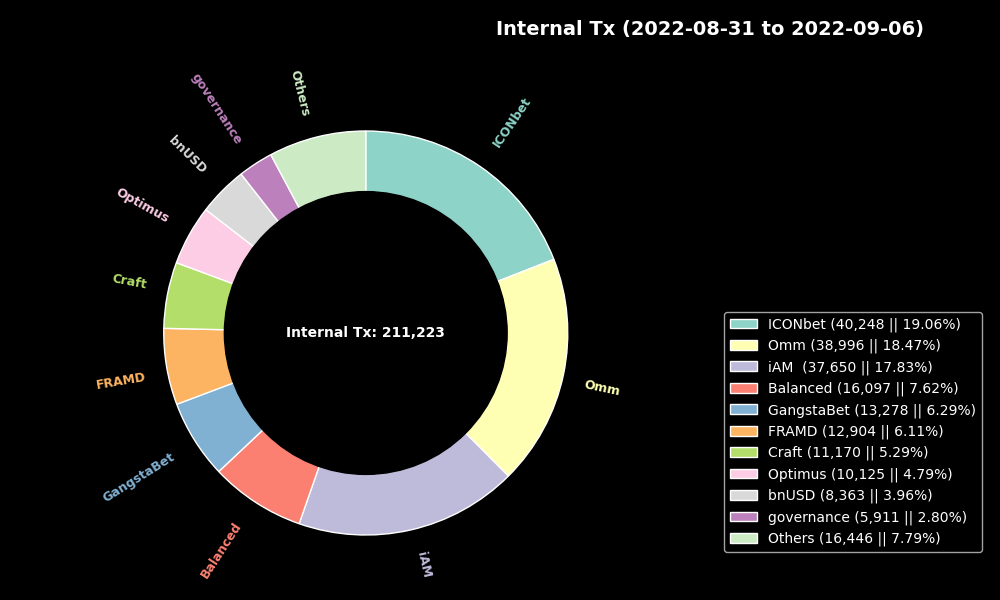 Internal Tx (2022-08-31 to 2022-09-06)
Others
governance
ICONbet
bnUSD
Optimus
Craft
Internal Tx: 211,223
FRAMD
Omm
GangstaBet
Balanced
iAM
ICONbet (40,248 || 19.06%)
Omm (38,996 || 18.47%)
iAM  (37,650 || 17.83%)
Balanced (16,097 || 7.62%)
GangstaBet (13,278 || 6.29%)
FRAMD (12,904 || 6.11%)
Craft (11,170 || 5.29%)
Optimus (10,125 || 4.79%)
bnUSD (8,363 || 3.96%)
governance (5,911 || 2.80%)
Others (16,446 || 7.79%)